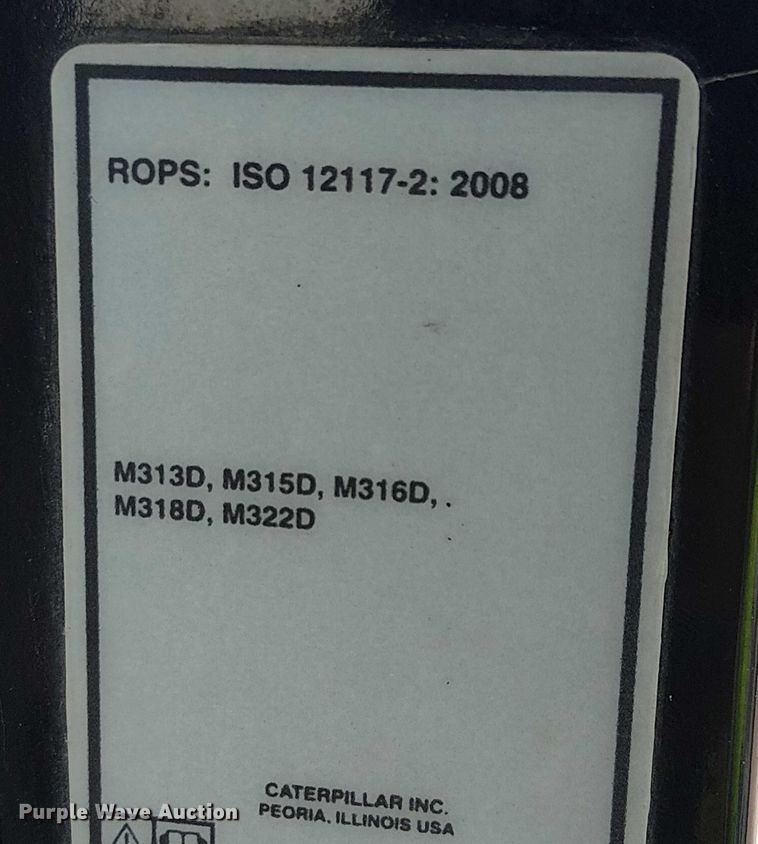 ROPS: ISO 12117-2: 2008
M313D, M315D, M316D, .
M318D, M322D
CATERPILLAR INC.
PEORIA, ILLINOIS USA
Purple Wave Auction